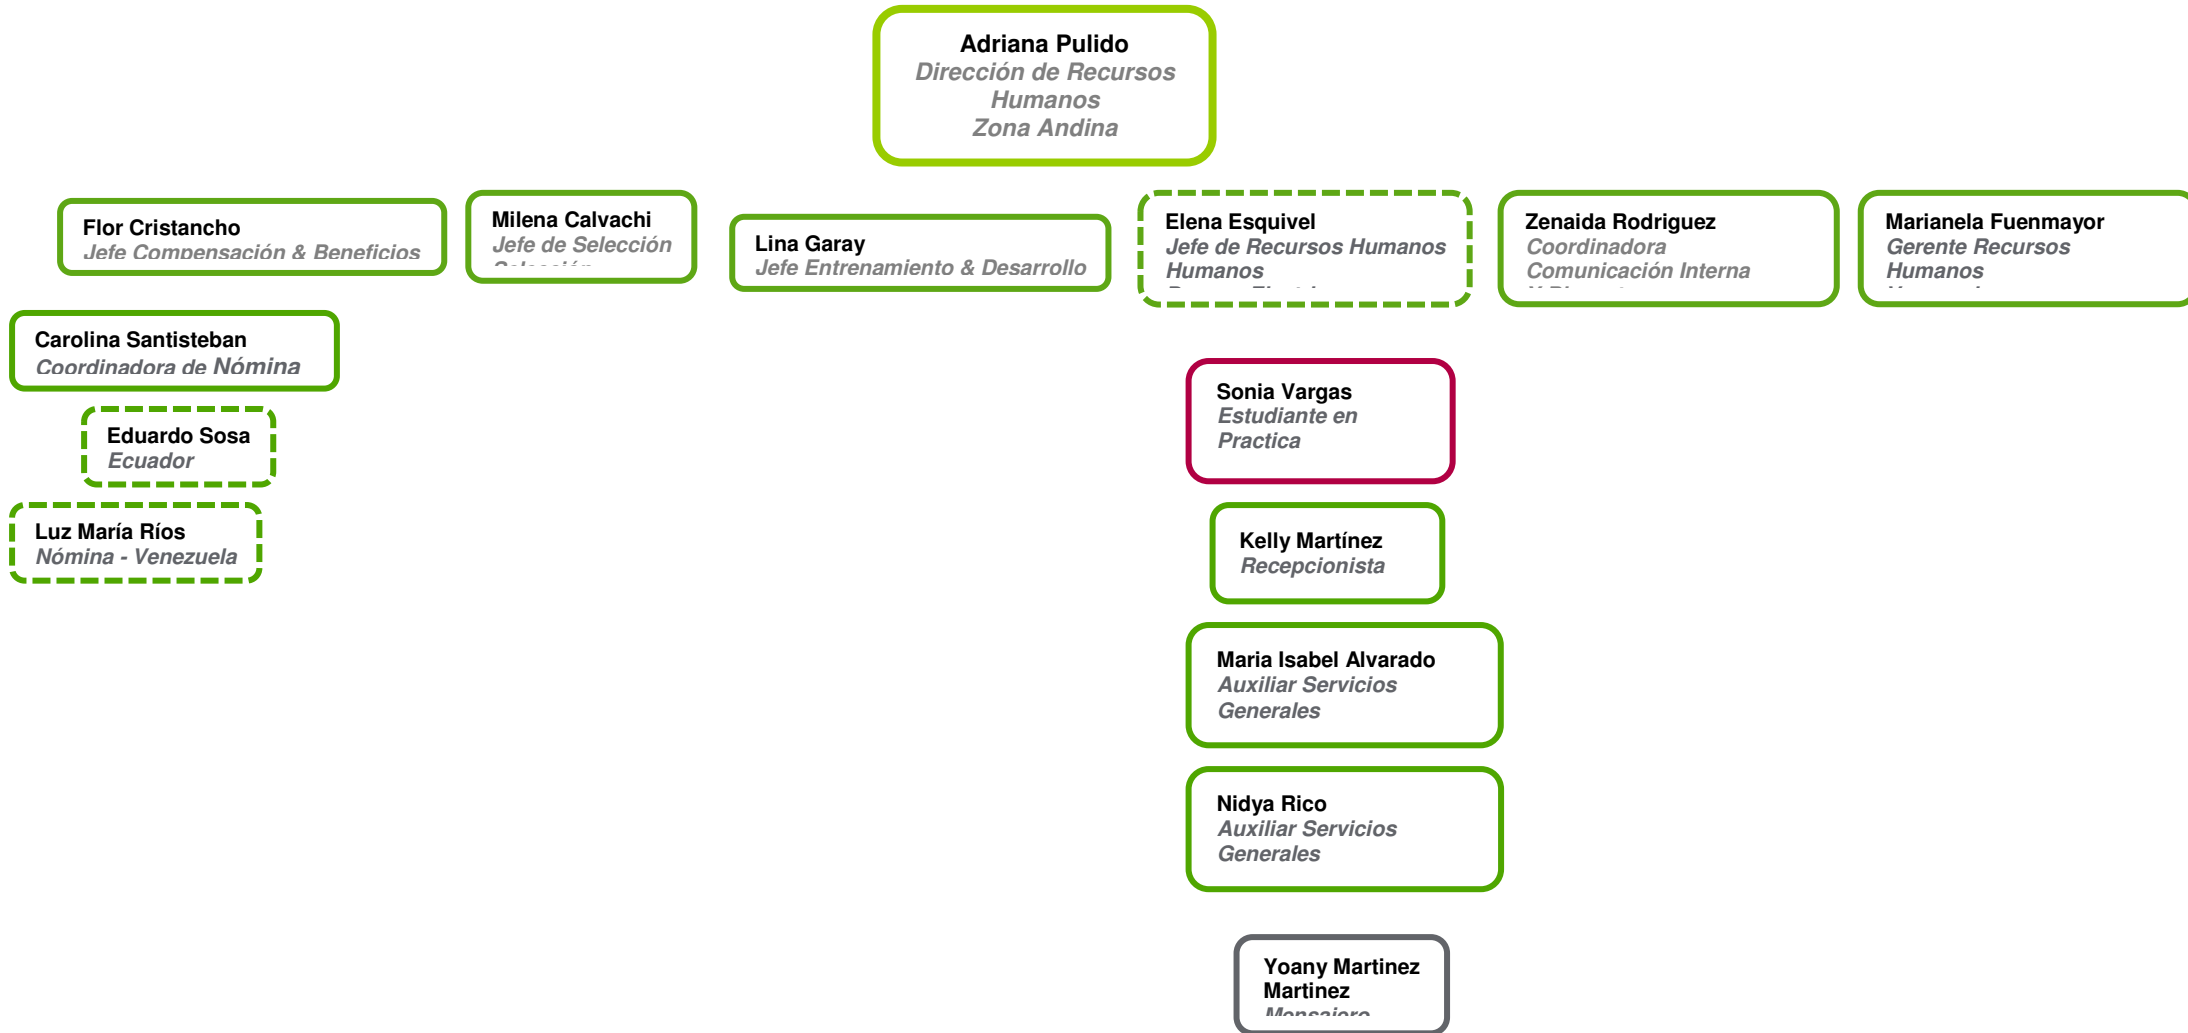 Adriana Pulido
Dirección de Recursos
Humanos
Zona Andina
Flor Cristancho
Jefe Compensación & Beneficios
Milena Calvachi
Jefe de Selección
Selección
Lina Garay
Jefe Entrenamiento & Desarrollo
Elena Esquivel
Jefe de Recursos Humanos
Humanos
Zenaida Rodriguez
Coordinadora
Comunicación Interna
Marianela Fuenmayor
Gerente Recursos
Humanos
Carolina Santisteban
Coordinadora de Nómina
Eduardo Sosa
Ecuador
Luz María Ríos
Nómina - Venezuela
Sonia Vargas
Estudiante en
Practica
Kelly Martínez
Recepcionista
Maria Isabel Alvarado
Auxiliar Servicios
Generales
Nidya Rico
Auxiliar Servicios
Generales
Yoany Martinez
Martinez
Mensajero